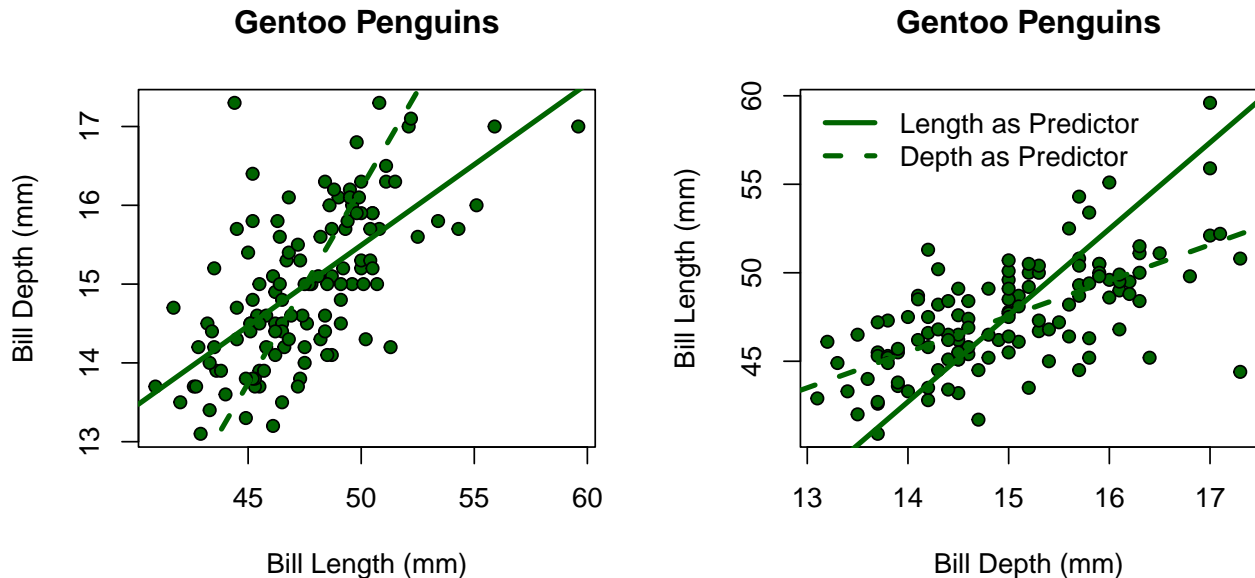 Gentoo Penguins
17
16
15
14
13
Bill Depth (mm)
45 50 55 60
Bill Length (mm)
Gentoo Penguins
Length as Predictor
Depth as Predictor
60
55
50
45
Bill Length (mm)
13 14 15 16 17
Bill Depth (mm)